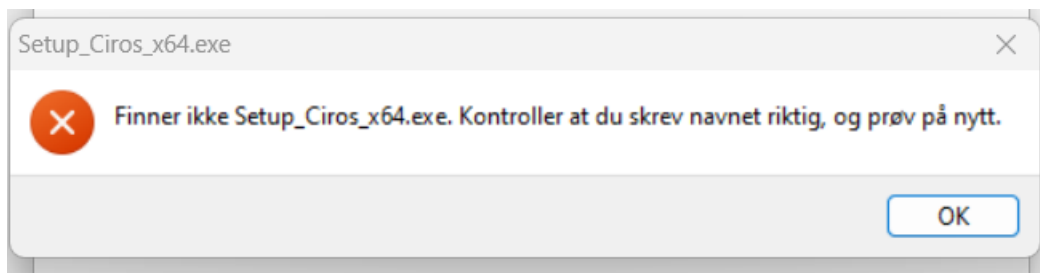 Setup_Ciros_x64.exe
Finner ikke Setup_Ciros_x64.exe. Kontroller at du skrev navnet riktig, og prøv på nytt.
OK